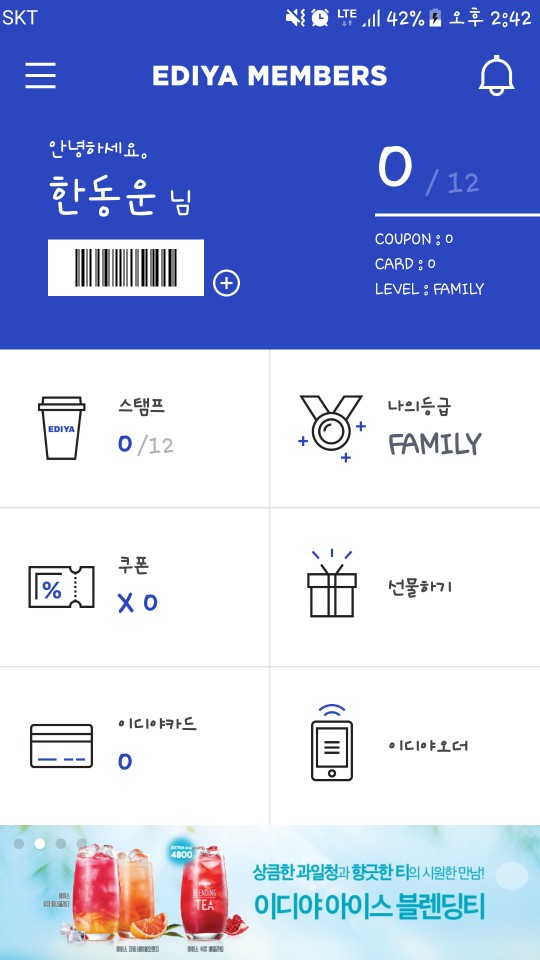 SKT LTE 42% 오후 2:42
EDIYA MEMBERS
안녕하세요.
한동운 님
0 / 12
COUPON : 0
CARD : 0
LEVEL : FAMILY
스탬프
EDIYA
0 /12
나의등급
FAMILY
쿠폰
%
X 0
선물하기
이디야카드
0
이디야오더
EXTRA
4800
BLENDING
TEA
상큼한 과일청과 향긋한 티의 시원한 만남!
이디야 아이스 블렌딩티